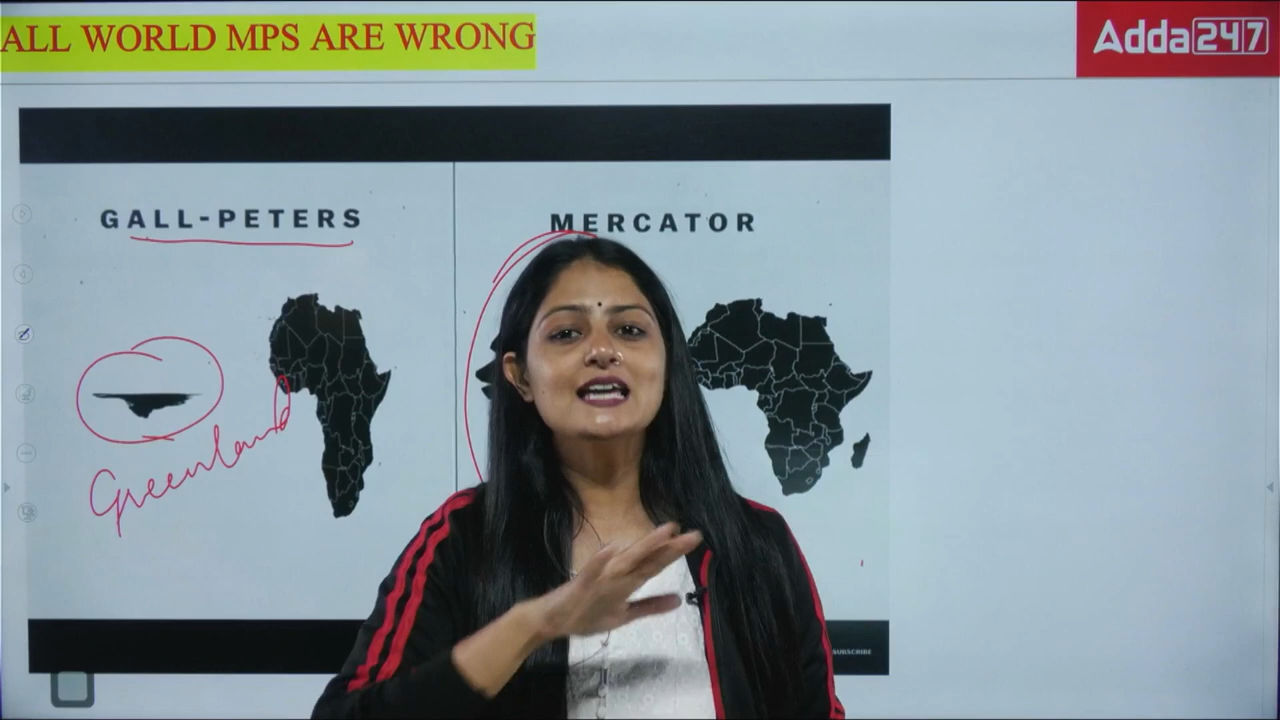 ALL WORLD MPS ARE WRONG
Adda247
GALL-PETERS
MERCATOR
Greenland
SUBSCRIBE